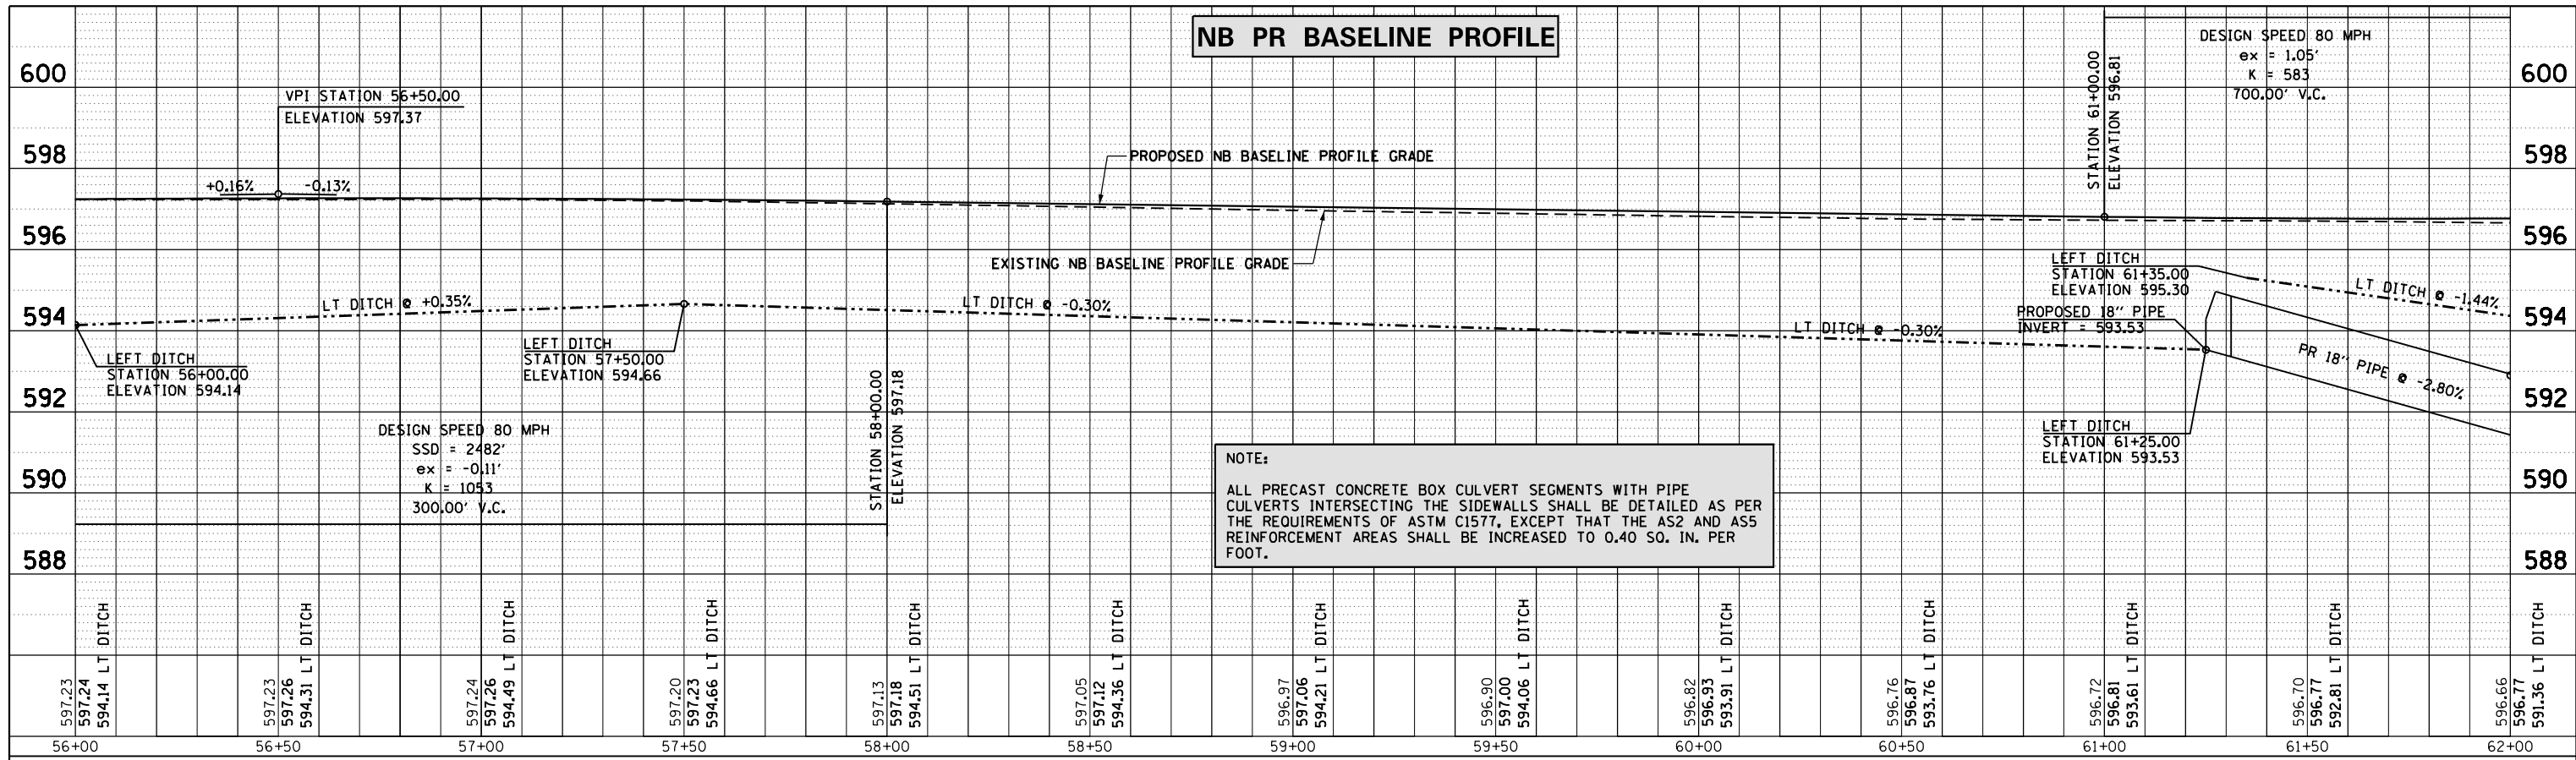 NB PR BASELINE PROFILE
600
598
596
594
592
590
588
VPI STATION 56+50.00
ELEVATION 597.37
+0.16%
-0.13%
PROPOSED NB BASELINE PROFILE GRADE
EXISTING NB BASELINE PROFILE GRADE
STATION 61+00.00
ELEVATION 596.81
DESIGN SPEED 80 MPH
ex = 1.05'
K = 583
700.00' V.C.
600
598
596
594
592
590
588
LT DITCH @ +0.35%
LT DITCH @ -0.30%
LT DITCH @ -0.30%
LEFT DITCH
STATION 61+35.00
ELEVATION 595.30
LT DITCH @ -1.44%
PROPOSED 18" PIPE
INVERT = 593.53
PR 18" PIPE @ -2.80%
LEFT DITCH
STATION 56+00.00
ELEVATION 594.14
LEFT DITCH
STATION 57+50.00
ELEVATION 594.66
LEFT DITCH
STATION 61+25.00
ELEVATION 593.53
DESIGN SPEED 80 MPH
SSD = 2482'
ex = -0.11'
K = 1053
300.00' V.C.
STATION 58+00.00
ELEVATION 597.18
NOTE:
ALL PRECAST CONCRETE BOX CULVERT SEGMENTS WITH PIPE
CULVERTS INTERSECTING THE SIDEWALLS SHALL BE DETAILED AS PER
THE REQUIREMENTS OF ASTM C1577, EXCEPT THAT THE AS2 AND AS5
REINFORCEMENT AREAS SHALL BE INCREASED TO 0.40 SQ. IN. PER
FOOT.
597.23
597.24
594.14 LT DITCH
597.23
597.26
594.31 LT DITCH
597.24
597.26
594.49 LT DITCH
597.20
597.23
594.66 LT DITCH
597.13
597.18
594.51 LT DITCH
597.05
597.12
594.36 LT DITCH
596.97
597.06
594.21 LT DITCH
596.90
597.00
594.06 LT DITCH
596.82
596.93
593.91 LT DITCH
596.76
596.87
593.76 LT DITCH
596.72
596.81
593.61 LT DITCH
596.70
596.77
592.81 LT DITCH
596.66
596.77
591.36 LT DITCH
56+00
56+50
57+00
57+50
58+00
58+50
59+00
59+50
60+00
60+50
61+00
61+50
62+00